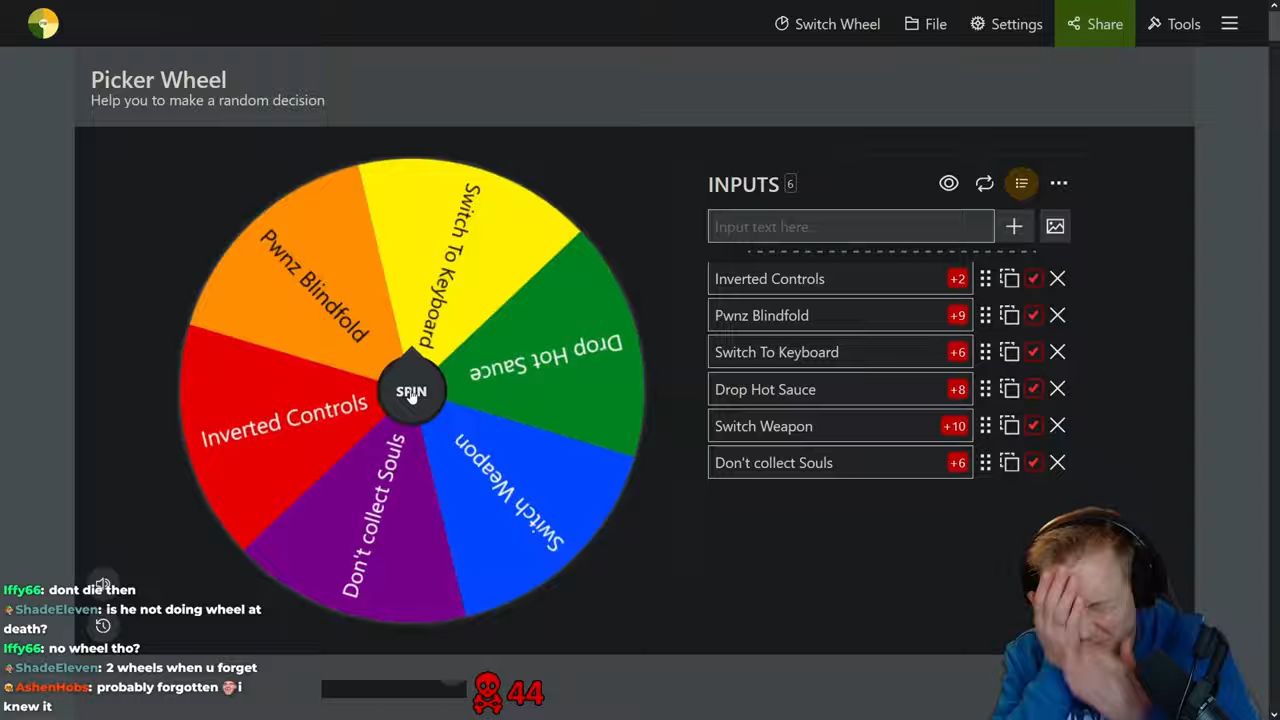 Switch Wheel
File
Settings
Share
Tools
Picker Wheel
Help you to make a random decision
Switch To Keyboard
Pwnz Blindfold
Drop Hot Sauce
SPIN
Inverted Controls
Switch Weapon
Don't collect Souls
INPUTS 6
Input text here...
Inverted Controls +2
Pwnz Blindfold +9
Switch To Keyboard +6
Drop Hot Sauce +8
Switch Weapon +10
Don't collect Souls +6
Iffy66: dont die then
ShadeEleven: is he not doing wheel at
death?
Iffy66: no wheel tho?
ShadeEleven: 2 wheels when u forget
AshenHobs: probably forgotten i
knew it
44